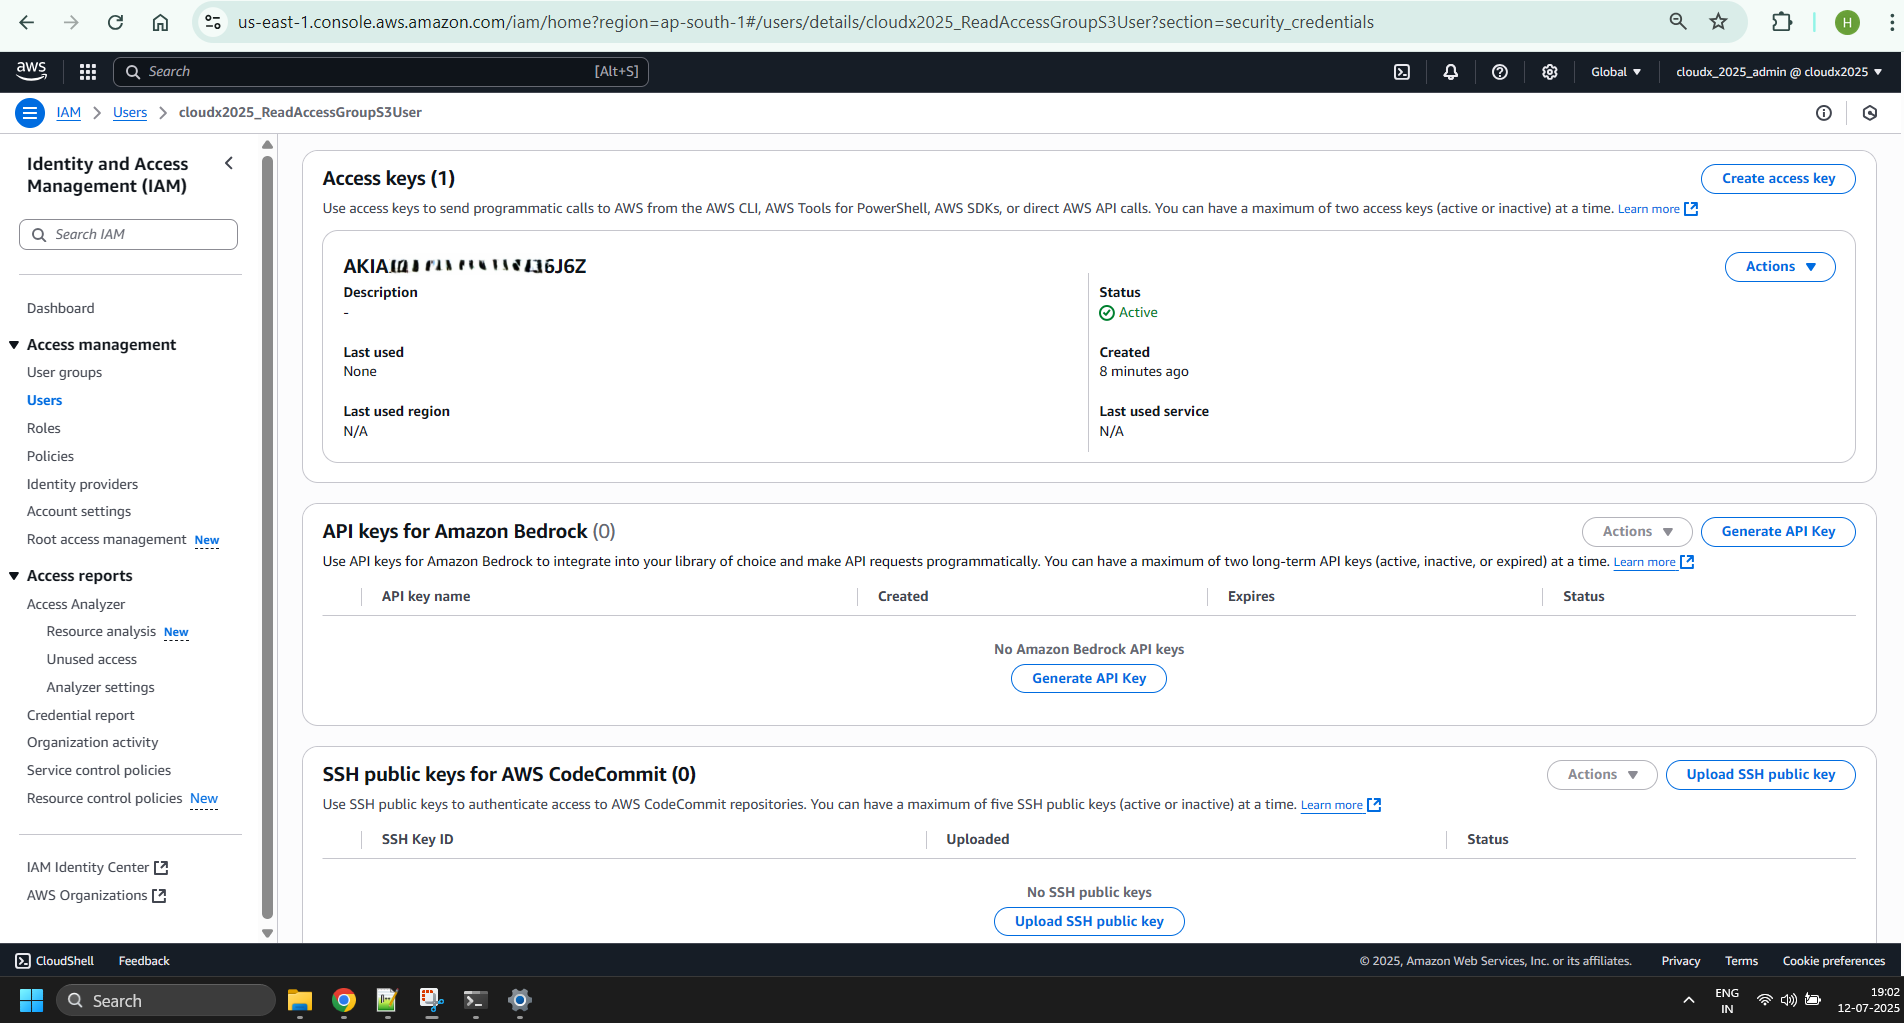 us-east-1.console.aws.amazon.com/iam/home?region=ap-south-1#/users/details/cloudx2025_ReadAccessGroupS3User?section=security_credentials
H
aws
Search
[Alt+S]
Global
cloudx_2025_admin @ cloudx2025
IAM
Users
cloudx2025_ReadAccessGroupS3User
Identity and Access
Management (IAM)
Search IAM
Dashboard
Access management
User groups
Users
Roles
Policies
Identity providers
Account settings
Root access management New
Access reports
Access Analyzer
Resource analysis New
Unused access
Analyzer settings
Credential report
Organization activity
Service control policies
Resource control policies New
IAM Identity Center
AWS Organizations
Access keys (1)
Create access key
Use access keys to send programmatic calls to AWS from the AWS CLI, AWS Tools for PowerShell, AWS SDKs, or direct AWS API calls. You can have a maximum of two access keys (active or inactive) at a time. Learn more
Actions
Description
-
Status
Active
Last used
None
Created
8 minutes ago
Last used region
N/A
Last used service
N/A
API keys for Amazon Bedrock (0)
Actions
Generate API Key
Use API keys for Amazon Bedrock to integrate into your library of choice and make API requests programmatically. You can have a maximum of two long-term API keys (active, inactive, or expired) at a time. Learn more
API key name
Created
Expires
Status
No Amazon Bedrock API keys
Generate API Key
SSH public keys for AWS CodeCommit (0)
Actions
Upload SSH public key
Use SSH public keys to authenticate access to AWS CodeCommit repositories. You can have a maximum of five SSH public keys (active or inactive) at a time. Learn more
SSH Key ID
Uploaded
Status
No SSH public keys
Upload SSH public key
CloudShell
Feedback
© 2025, Amazon Web Services, Inc. or its affiliates.
Privacy
Terms
Cookie preferences
Search
ENG
IN
19:02
12-07-2025